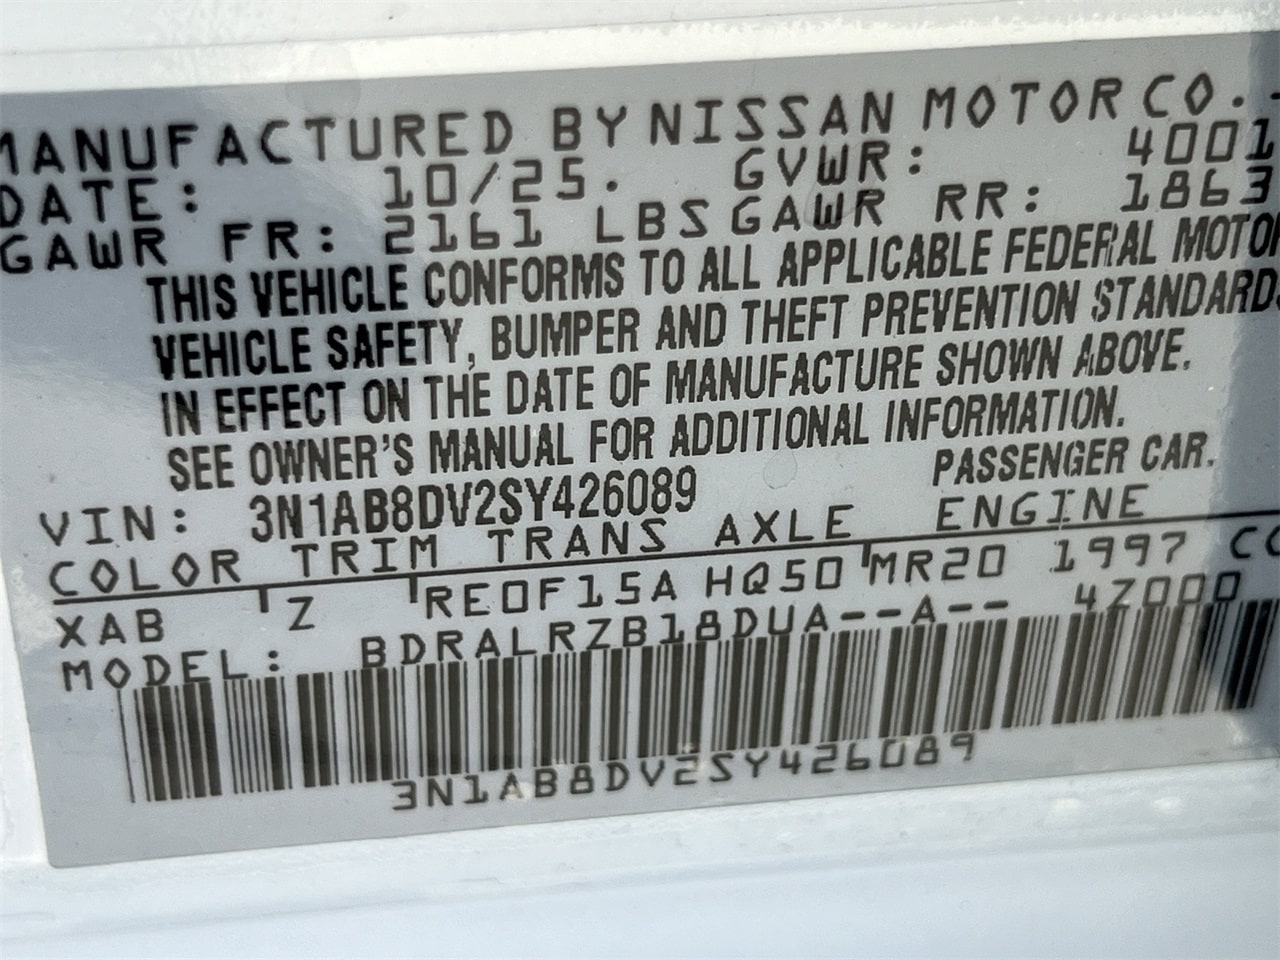 MANUFACTURED BY NISSAN MOTOR CO.
DATE: 10/25. GVWR: 4001
GAWR FR: 2161 LBS GAWR RR: 1863
THIS VEHICLE CONFORMS TO ALL APPLICABLE FEDERAL MOTOR
VEHICLE SAFETY, BUMPER AND THEFT PREVENTION STANDARDS
IN EFFECT ON THE DATE OF MANUFACTURE SHOWN ABOVE.
SEE OWNER'S MANUAL FOR ADDITIONAL INFORMATION.
VIN: 3N1AB8DV2SY426089 PASSENGER CAR.
COLOR TRIM TRANS AXLE ENGINE
XAB Z RE0F15A HQ50 MR20 1997 CC
MODEL: BDRALRZB18DUA--A-- 4Z000
3N1AB8DV2SY426089